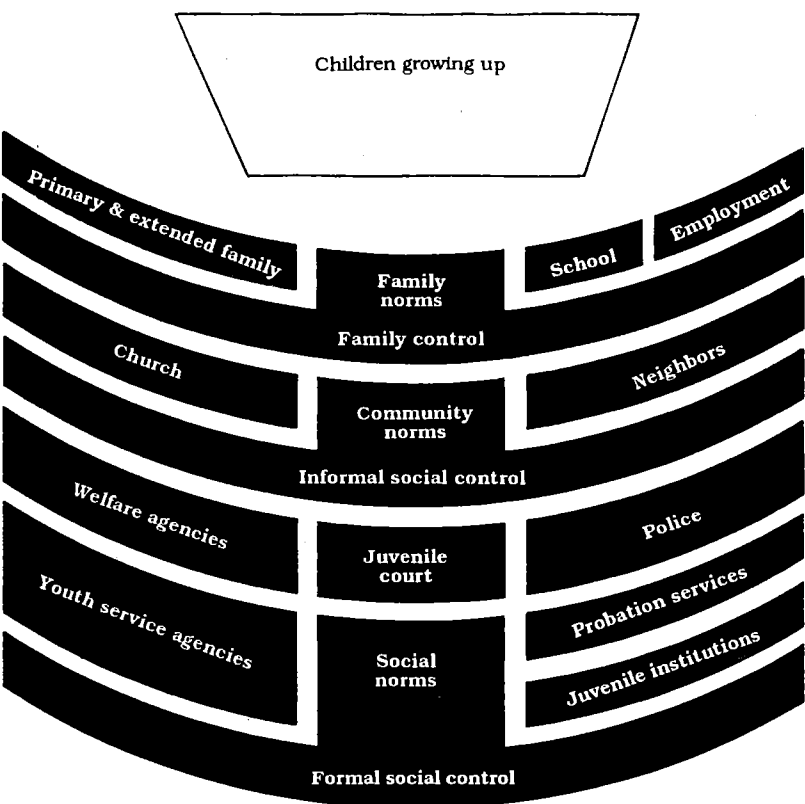 Children growing up
Primary & extended family
Family
norms
School
Employment
Family control
Church
Community
norms
Neighbors
Informal social control
Welfare agencies
Juvenile
court
Police
Youth service agencies
Social
norms
Probation services
Juvenile institutions
Formal social control